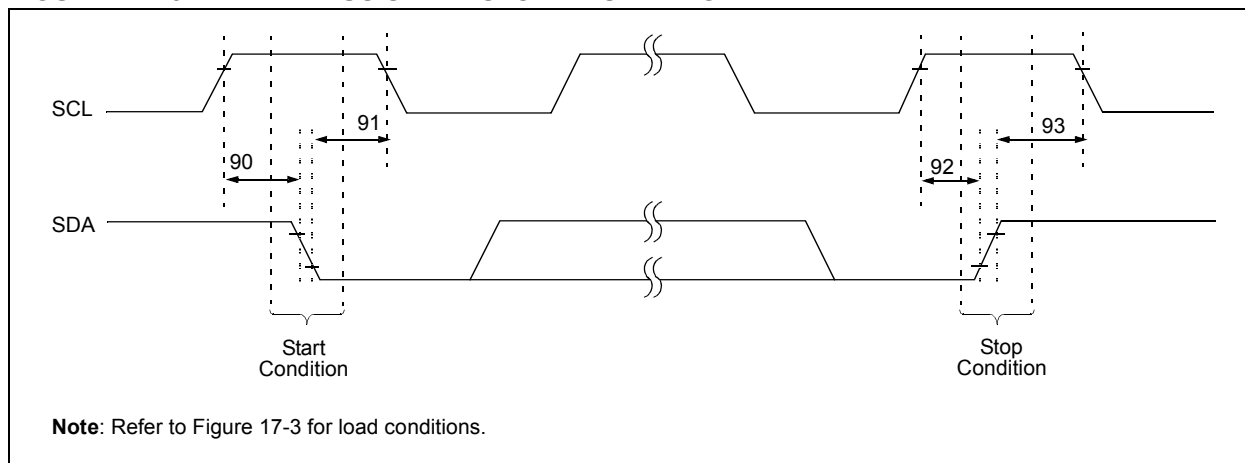 SCL
91
93
90
92
SDA
Start
Condition
Stop
Condition
Note: Refer to Figure 17-3 for load conditions.